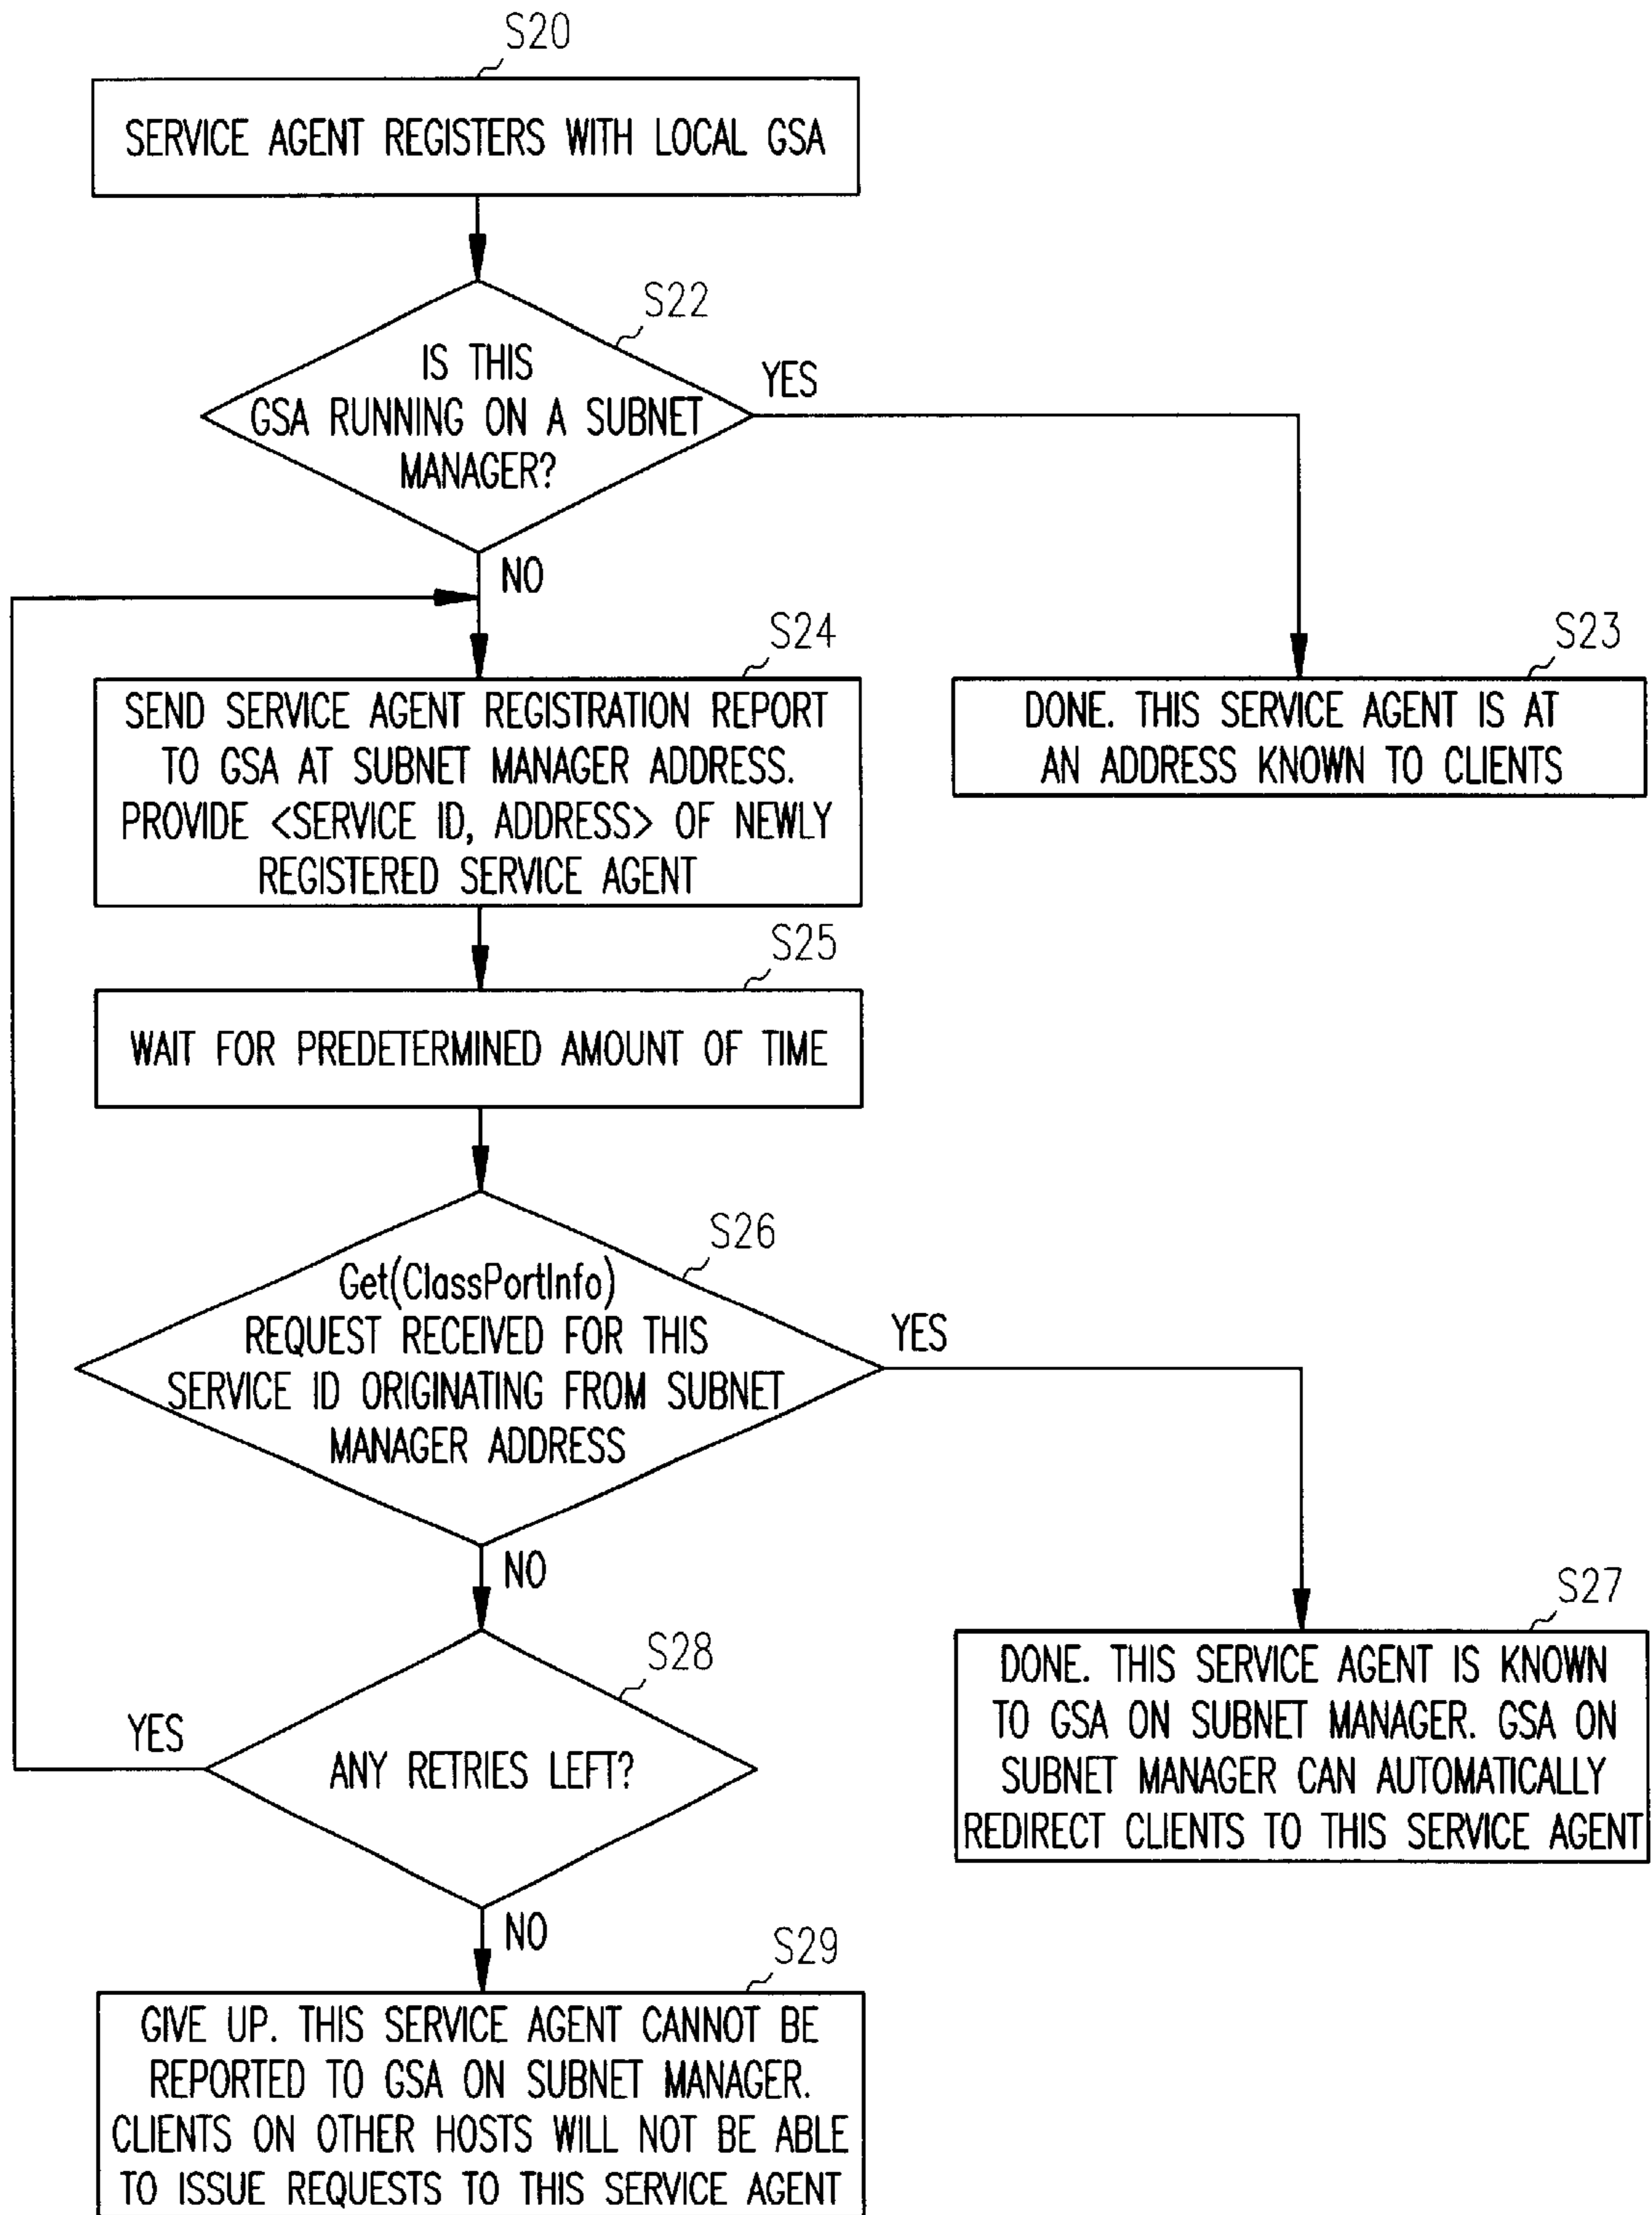 S20
SERVICE AGENT REGISTERS WITH LOCAL GSA
S22
IS THIS
GSA RUNNING ON A SUBNET
MANAGER?
YES
NO
S24
SEND SERVICE AGENT REGISTRATION REPORT
TO GSA AT SUBNET MANAGER ADDRESS.
PROVIDE <SERVICE ID, ADDRESS> OF NEWLY
REGISTERED SERVICE AGENT
S23
DONE. THIS SERVICE AGENT IS AT
AN ADDRESS KNOWN TO CLIENTS
S25
WAIT FOR PREDETERMINED AMOUNT OF TIME
S26
Get(ClassPortInfo)
REQUEST RECEIVED FOR THIS
SERVICE ID ORIGINATING FROM SUBNET
MANAGER ADDRESS
YES
NO
S27
DONE. THIS SERVICE AGENT IS KNOWN
TO GSA ON SUBNET MANAGER. GSA ON
SUBNET MANAGER CAN AUTOMATICALLY
REDIRECT CLIENTS TO THIS SERVICE AGENT
S28
ANY RETRIES LEFT?
YES
NO
S29
GIVE UP. THIS SERVICE AGENT CANNOT BE
REPORTED TO GSA ON SUBNET MANAGER.
CLIENTS ON OTHER HOSTS WILL NOT BE ABLE
TO ISSUE REQUESTS TO THIS SERVICE AGENT